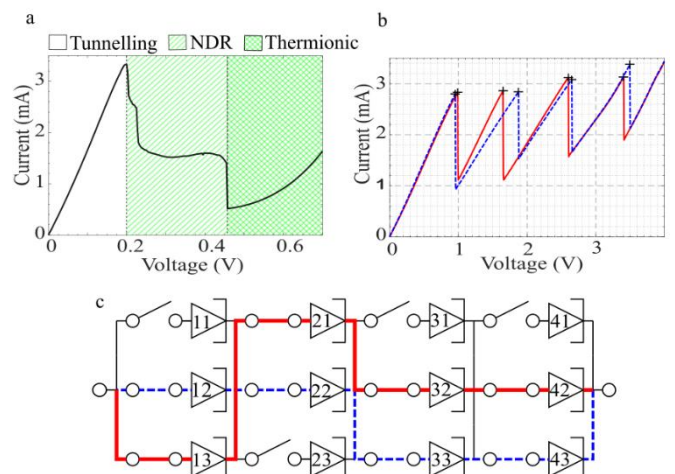 a
b
Tunnelling NDR Thermionic
Current (mA)
3
2
1
0
0 0.2 0.4 0.6
Voltage (V)
Current (mA)
4
3
2
1
0
0 1 2 3
Voltage (V)
c
11 21 31 41
12 22 32 42
13 23 33 43